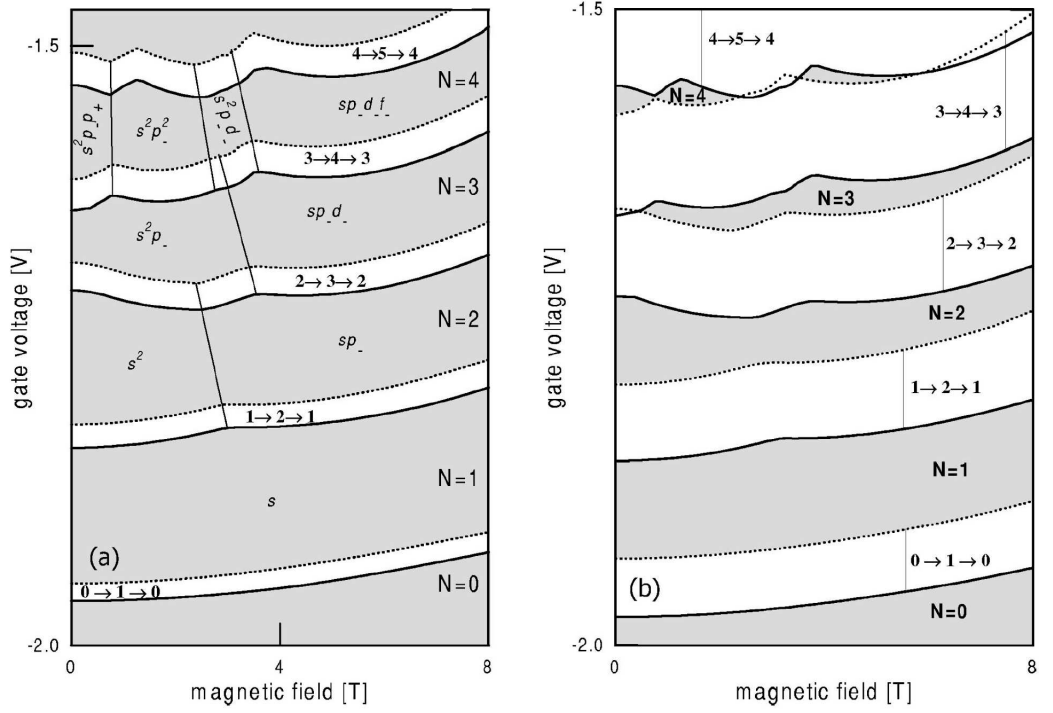 -1.5
gate voltage [V]
-2.0
4→5→4
N=4
s²p₋p₊
s²p₋²
s²p₋d₋
sp₋d₋f₋
3→4→3
N=3
s²p₋
sp₋d₋
2→3→2
N=2
s²
sp₋
1→2→1
N=1
s
(a)
0→1→0
N=0
0
4
8
magnetic field [T]
-1.5
gate voltage [V]
-2.0
4→5→4
N=4
3→4→3
N=3
2→3→2
N=2
1→2→1
N=1
0→1→0
(b)
N=0
0
8
magnetic field [T]